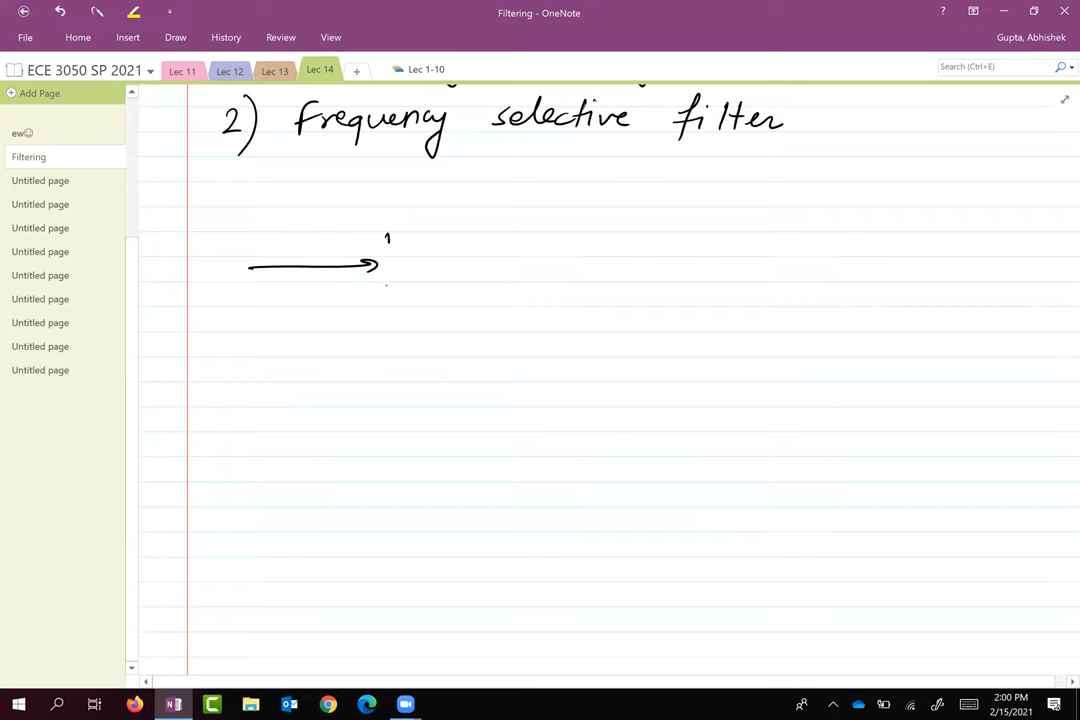 Filtering - OneNote
?
File Home Insert Draw History Review View
Gupta, Abhishek
ECE 3050 SP 2021
Lec 11
Lec 12
Lec 13
Lec 14
+
Lec 1-10
Search (Ctrl+E)
Add Page
ew☺
Filtering
Untitled page
Untitled page
Untitled page
Untitled page
Untitled page
Untitled page
Untitled page
Untitled page
Untitled page
2) Frequency selective filter
2:00 PM
2/15/2021